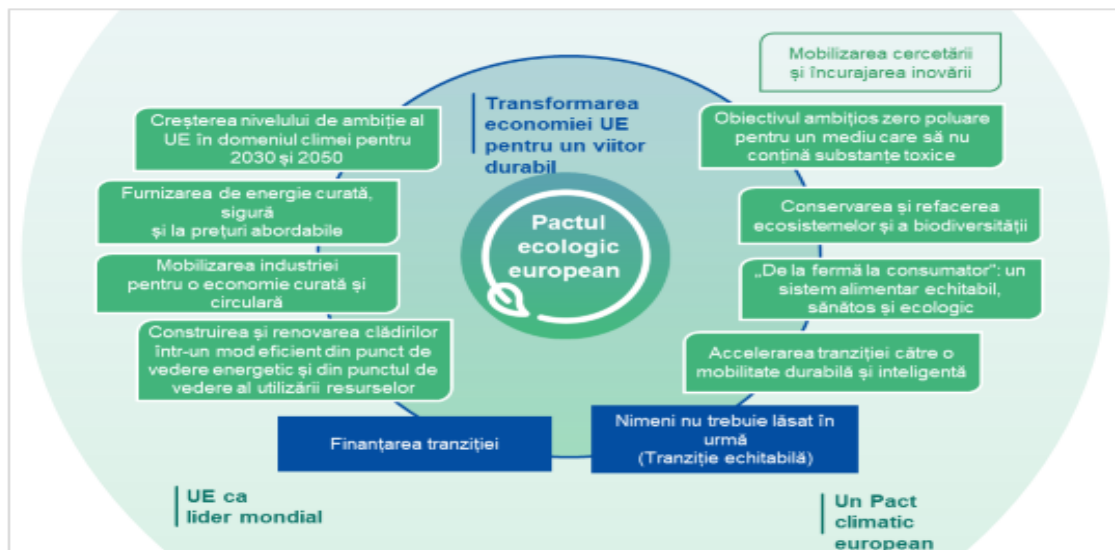 Mobilizarea cercetării
și încurajarea inovării
Transformarea
economiei UE
pentru un viitor
durabil
Creșterea nivelului de ambiție al
UE în domeniul climei pentru
2030 și 2050
Furnizarea de energie curată,
sigură
și la prețuri abordabile
Mobilizarea industriei
pentru o economie curată și
circulară
Construirea și renovarea clădirilor
într-un mod eficient din punct de
vedere energetic și din punctul de
vedere al utilizării resurselor
Pactul
ecologic
european
Obiectivul ambițios zero poluare
pentru un mediu care să nu
conțină substanțe toxice
Conservarea și refacerea
ecosistemelor și a biodiversității
„De la fermă la consumator”: un
sistem alimentar echitabil,
sănătos și ecologic
Accelerarea tranziției către o
mobilitate durabilă și inteligentă
Finanțarea tranziției
Nimeni nu trebuie lăsat în
urmă
(Tranziție echitabilă)
UE ca
lider mondial
Un Pact
climatic
european